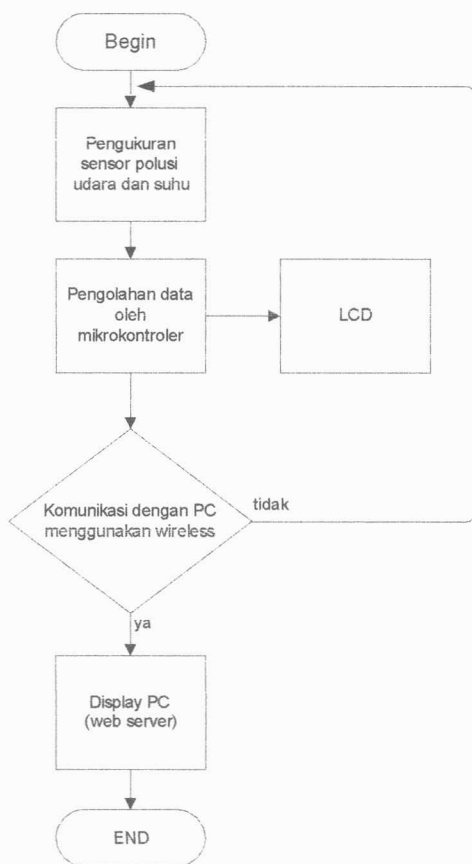 Begin
Pengukuran
sensor polusi
udara dan suhu
Pengolahan data
oleh
mikrokontroler
LCD
Komunikasi dengan PC
menggunakan wireless
tidak
ya
Display PC
(web server)
END